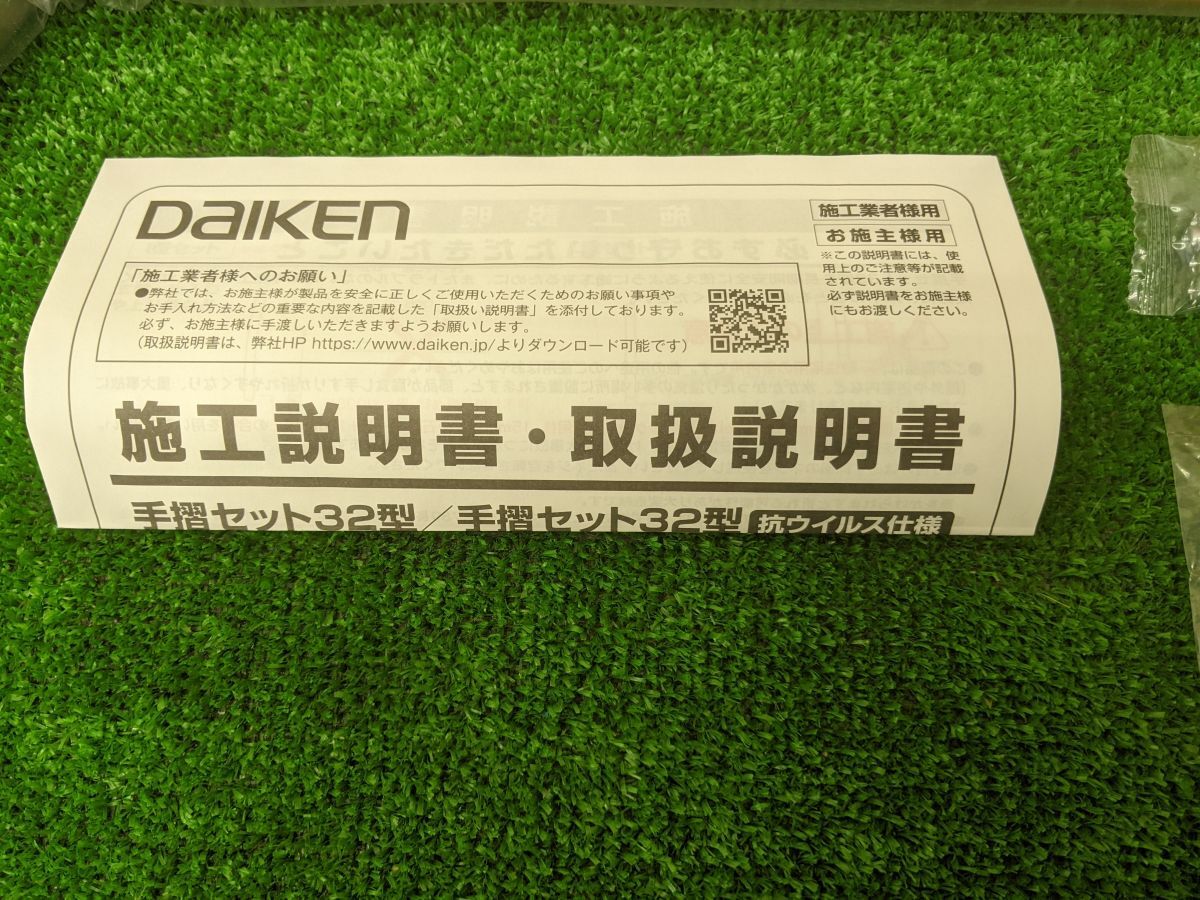 DAIKEN
施工業者様用
お施主様用
※この説明書には、使
用上のご注意等が記載
されています。
必ず説明書をお施主様
にもお渡しください。
「施工業者様へのお願い」
●弊社では、お施主様が製品を安全に正しくご使用いただくためのお願い事項や
お手入れ方法などの重要な内容を記載した「取扱い説明書」を添付しております。
必ず、お施主様に手渡しいただきますようお願いします。
(取扱説明書は、弊社HP https://www.daiken.jp/よりダウンロード可能です)
施工説明書・取扱説明書
手摺セット32型/手摺セット32型 抗ウイルス仕様